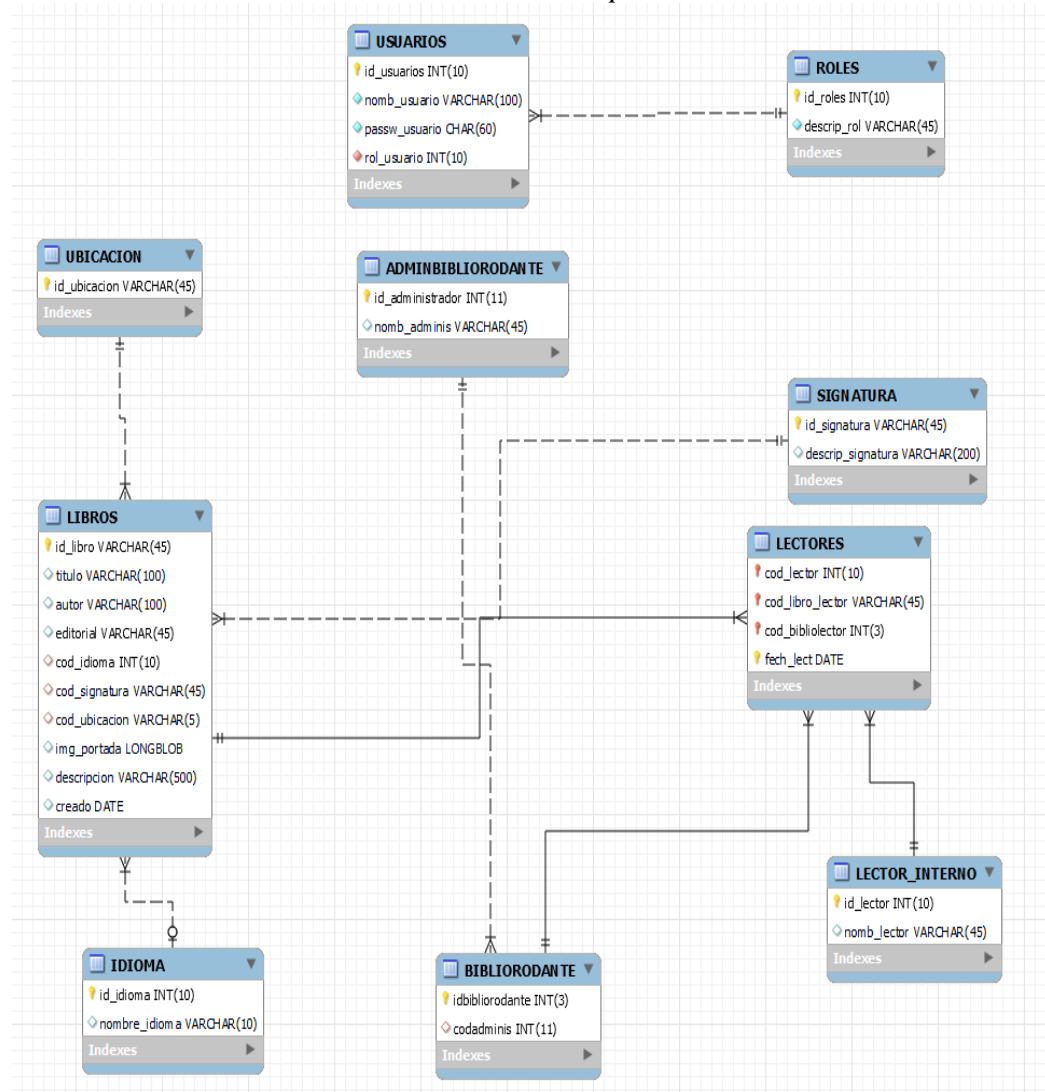 USUARIOS
id_usuarios INT(10)
nomb_usuario VARCHAR(100)
passw_usuario CHAR(60)
rol_usuario INT(10)
Indexes
ROLES
id_roles INT(10)
descrip_rol VARCHAR(45)
Indexes
UBICACION
id_ubicacion VARCHAR(45)
Indexes
ADMINBIBLIORODANTE
id_administrador INT(11)
nomb_adminis VARCHAR(45)
Indexes
SIGNATURA
id_signatura VARCHAR(45)
descrip_signatura VARCHAR(200)
Indexes
LIBROS
id_libro VARCHAR(45)
titulo VARCHAR(100)
autor VARCHAR(100)
editorial VARCHAR(45)
cod_idioma INT(10)
cod_signatura VARCHAR(45)
cod_ubicacion VARCHAR(5)
img_portada LONGBLOB
descripcion VARCHAR(500)
creado DATE
Indexes
LECTORES
cod_lector INT(10)
cod_libro_lector VARCHAR(45)
cod_bibliolector INT(3)
fech_lect DATE
Indexes
LECTOR_INTERNO
id_lector INT(10)
nomb_lector VARCHAR(45)
Indexes
IDIOMA
id_idioma INT(10)
nombre_idioma VARCHAR(10)
Indexes
BIBLIORODANTE
idbibliorodante INT(3)
codadminis INT(11)
Indexes